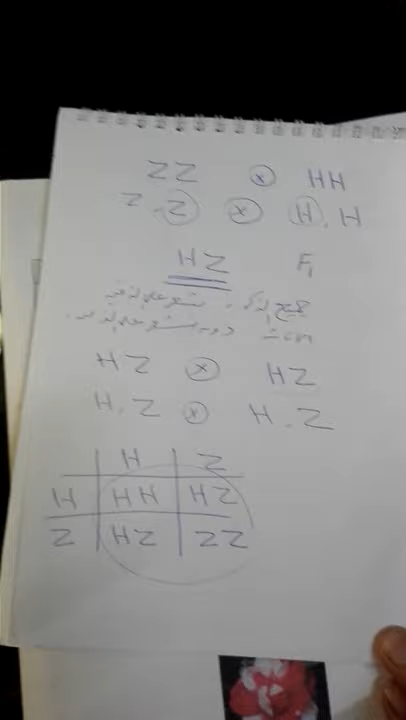 ZZ ⊗ HH
Z . Z ⊗ H . H
HZ F₁
HZ ⊗ HZ
H . Z ⊗ H . Z
H Z
H HH HZ
Z HZ ZZ